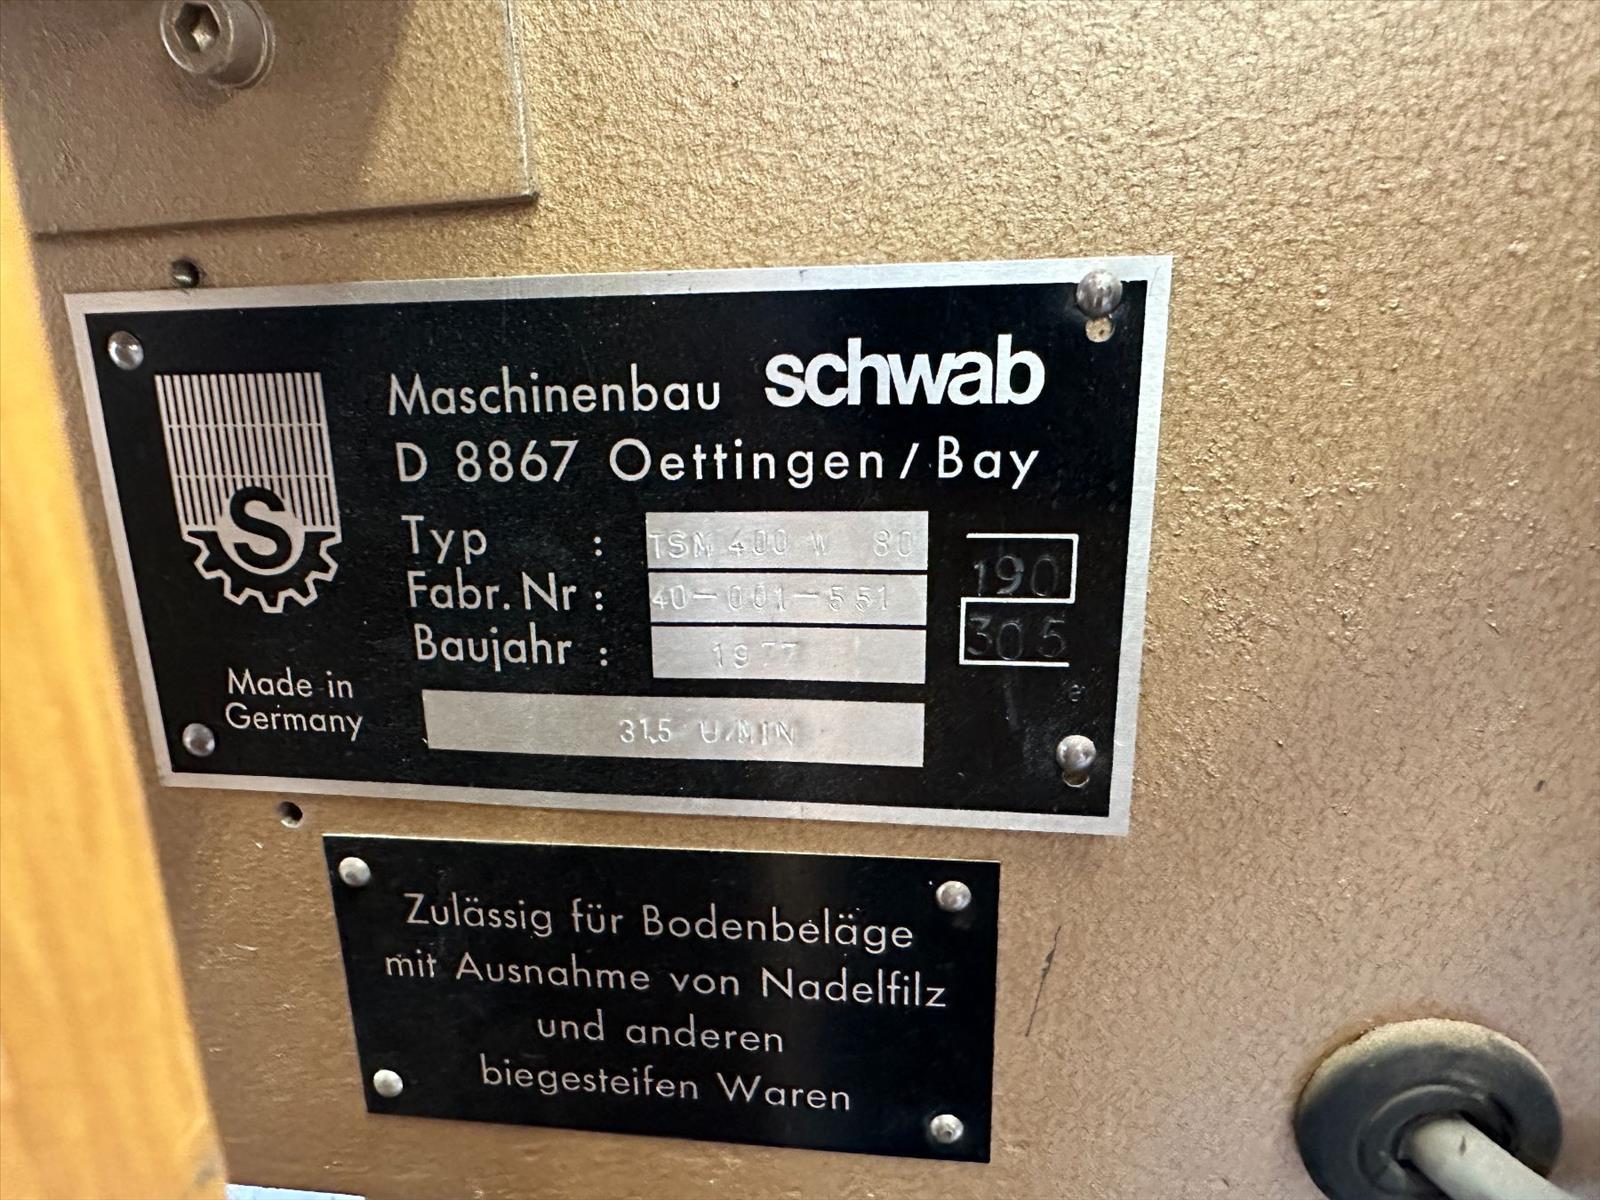 Maschinenbau schwab
D 8867 Oettingen/Bay
Typ : TSM 400 W 80
Fabr. Nr : 40-001-551
Baujahr : 1977
190
305
S
Made in
Germany
31,5 U/MIN
Zulässig für Bodenbeläge
mit Ausnahme von Nadelfilz
und anderen
biegesteifen Waren